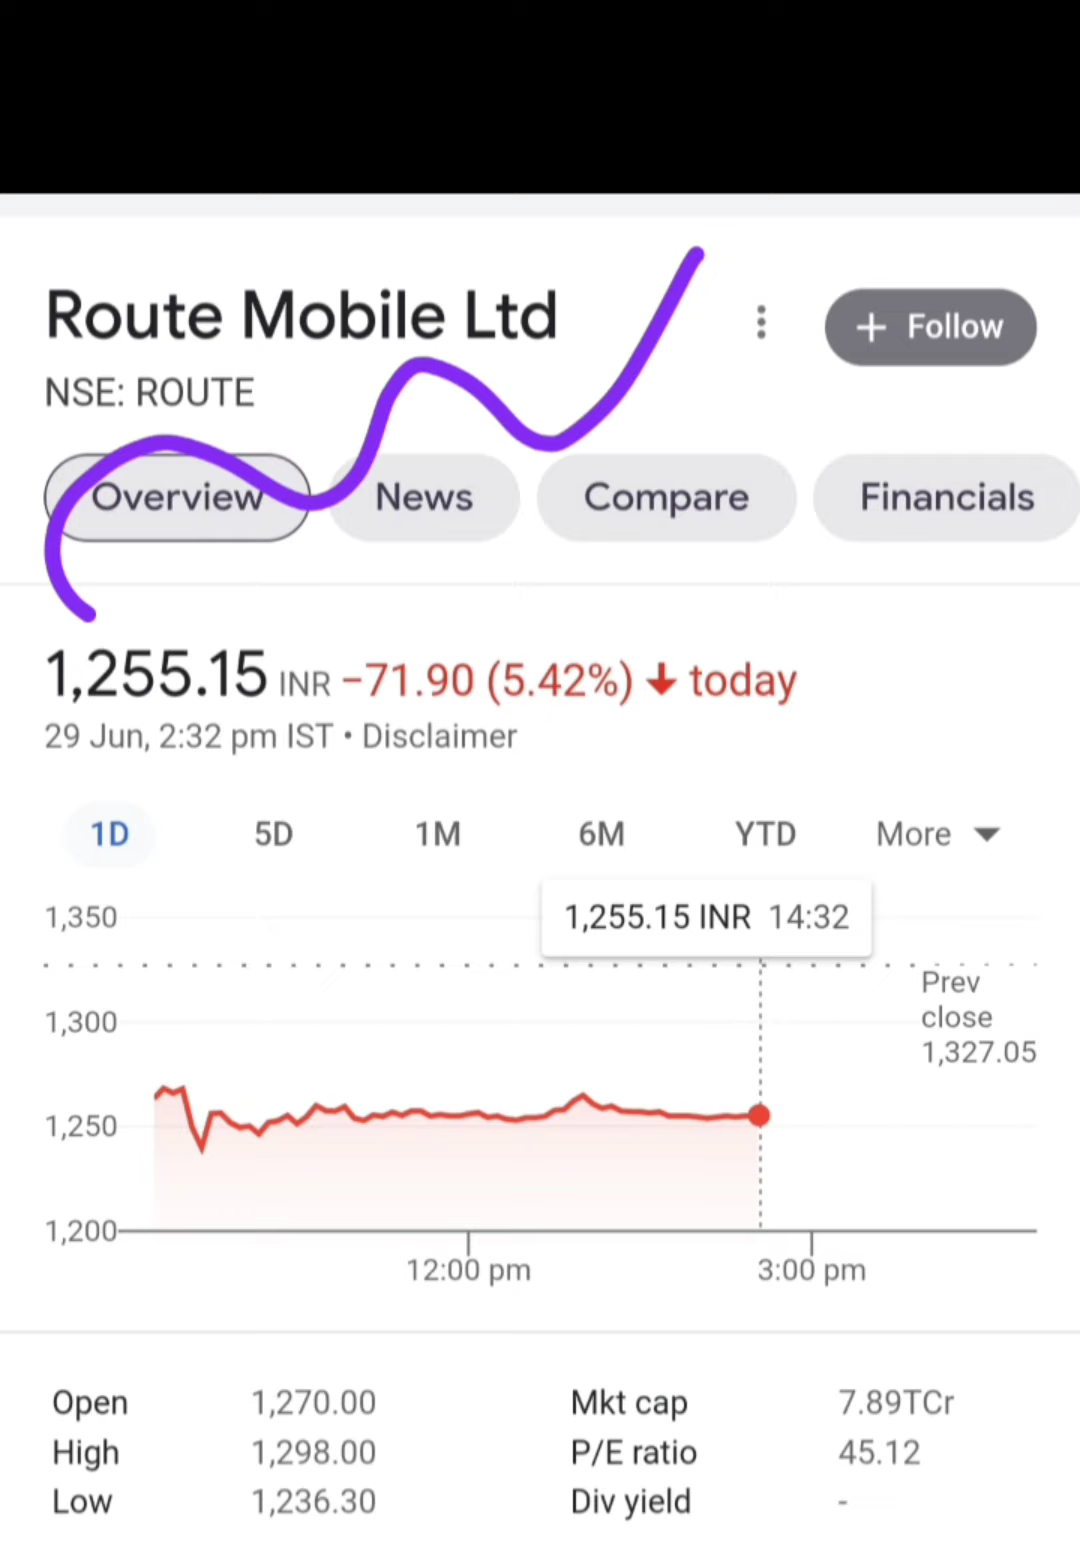 Route Mobile Ltd
+ Follow
NSE: ROUTE
Overview News Compare Financials
1,255.15 INR −71.90 (5.42%) ↓ today
29 Jun, 2:32 pm IST • Disclaimer
1D 5D 1M 6M YTD More
1,255.15 INR 14:32
1,350
Prev
close
1,327.05
1,300
1,250
1,200
12:00 pm 3:00 pm
Open 1,270.00 Mkt cap 7.89TCr
High 1,298.00 P/E ratio 45.12
Low 1,236.30 Div yield -